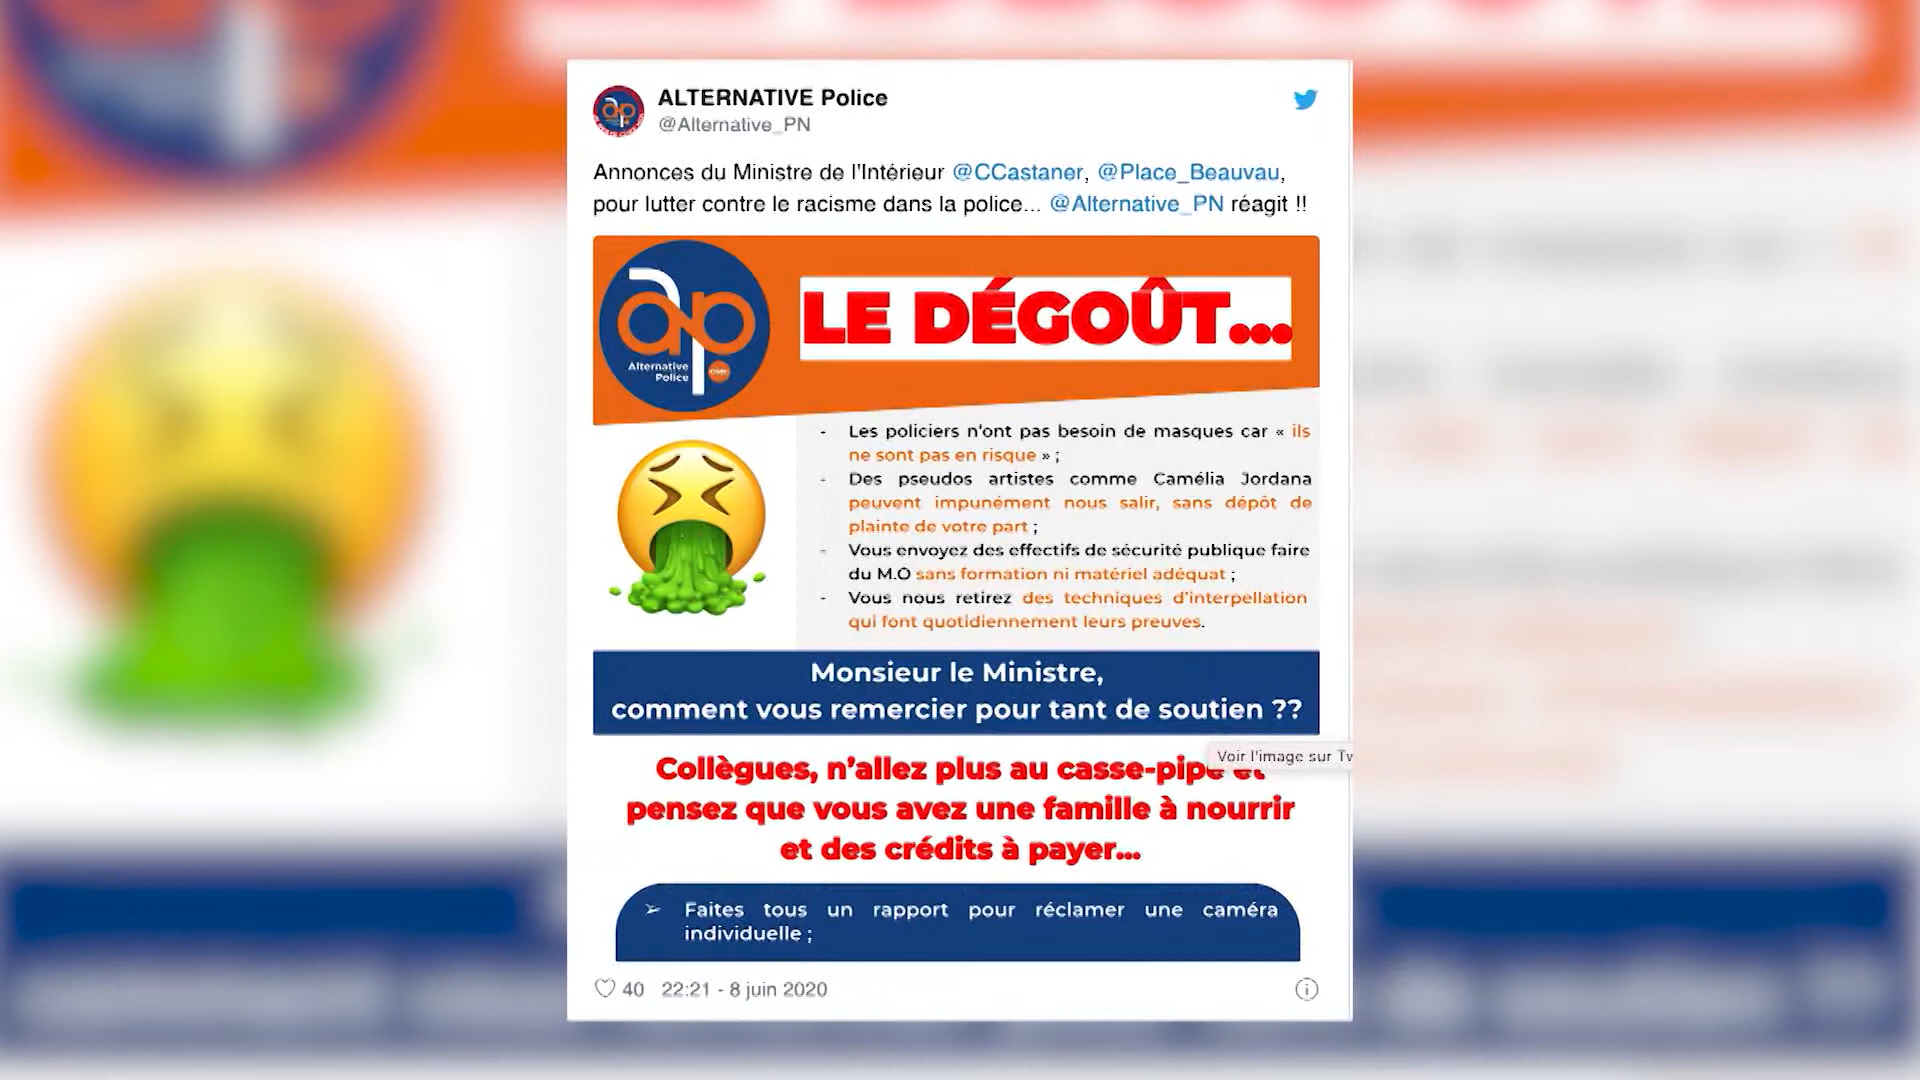 ALTERNATIVE Police
@Alternative_PN
Annonces du Ministre de l'Intérieur @CCastaner, @Place_Beauvau,
pour lutter contre le racisme dans la police... @Alternative_PN réagit !!
ap
Alternative
Police
LE DÉGOÛT...
- Les policiers n'ont pas besoin de masques car « ils
ne sont pas en risque » ;
- Des pseudos artistes comme Camélia Jordana
peuvent impunément nous salir, sans dépôt de
plainte de votre part ;
- Vous envoyez des effectifs de sécurité publique faire
du M.O sans formation ni matériel adéquat ;
- Vous nous retirez des techniques d'interpellation
qui font quotidiennement leurs preuves.
Monsieur le Ministre,
comment vous remercier pour tant de soutien ??
Voir l'image sur Tw
Collègues, n'allez plus au casse-pipe et
pensez que vous avez une famille à nourrir
et des crédits à payer...
➢ Faites tous un rapport pour réclamer une caméra
individuelle ;
40 22:21 - 8 juin 2020